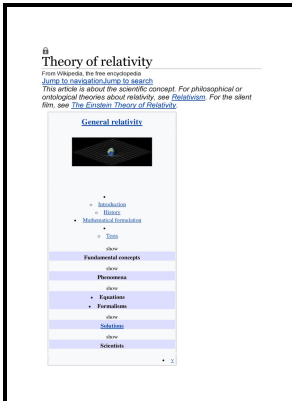 Theory of relativity
From Wikipedia, the free encyclopedia
Jump to navigationJump to search
This article is about the scientific concept. For philosophical or
ontological theories about relativity, see Relativism. For the silent
film, see The Einstein Theory of Relativity.
General relativity
Introduction
History
Mathematical formulation
Tests
show
Fundamental concepts
show
Phenomena
show
Equations
Formalisms
show
Solutions
show
Scientists
v